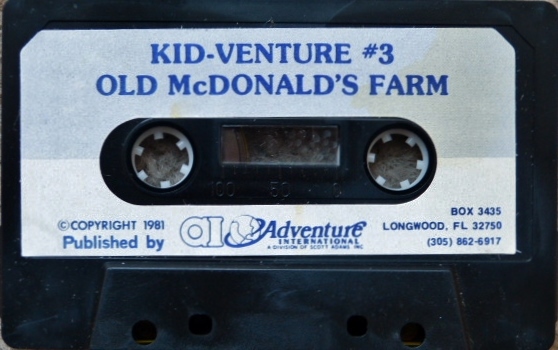 KID-VENTURE #3
OLD McDONALD'S FARM
100 50 0
©COPYRIGHT 1981
Published by
AI Adventure
INTERNATIONAL
A DIVISION OF SCOTT ADAMS INC
BOX 3435
LONGWOOD, FL 32750
(305) 862-6917